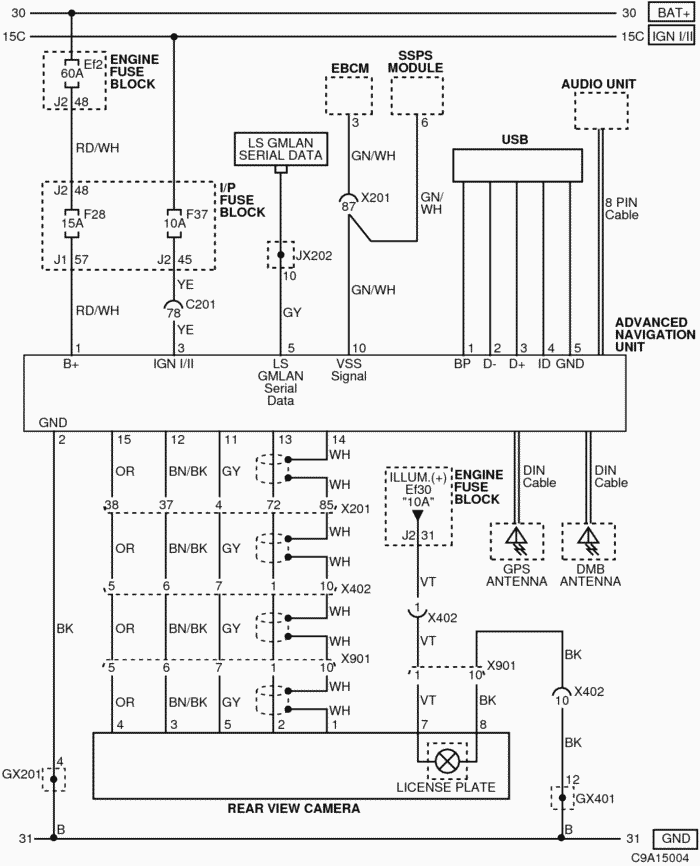 30 30 BAT+
15C 15C IGN I/II
Ef2
60A
J2 48
ENGINE
FUSE
BLOCK
RD/WH
EBCM
3
SSPS
MODULE
6
AUDIO UNIT
LS GMLAN
SERIAL DATA
USB
GN/WH
X201
87
GN/
WH
8 PIN
Cable
J2 48
F28
15A
J1 57
F37
10A
J2 45
I/P
FUSE
BLOCK
JX202
10
RD/WH
YE
C201
78
YE
GY
GN/WH
ADVANCED
NAVIGATION
UNIT
1 3 5 10 1 2 3 4 5
B+ IGN I/II LS
GMLAN
Serial
Data
VSS
Signal
BP D- D+ ID GND
GND
2 15 12 11 13 14
OR BN/BK GY WH
WH
38 37 4 72 85 X201
OR BN/BK GY WH
WH
5 6 7 1 10 X402
OR BN/BK GY WH
WH
5 6 7 1 10 X901
OR BN/BK GY WH
WH
4 3 5 2 1
BK
ILLUM.(+)
Ef30
"10A"
J2 31
ENGINE
FUSE
BLOCK
DIN
Cable
DIN
Cable
GPS
ANTENNA
DMB
ANTENNA
VT
1
X402
VT
1 10 X901
VT BK
7 8
BK
X402
10
BK
LICENSE PLATE
REAR VIEW CAMERA
4
GX201
12
GX401
B B
31 31 GND
C9A15004